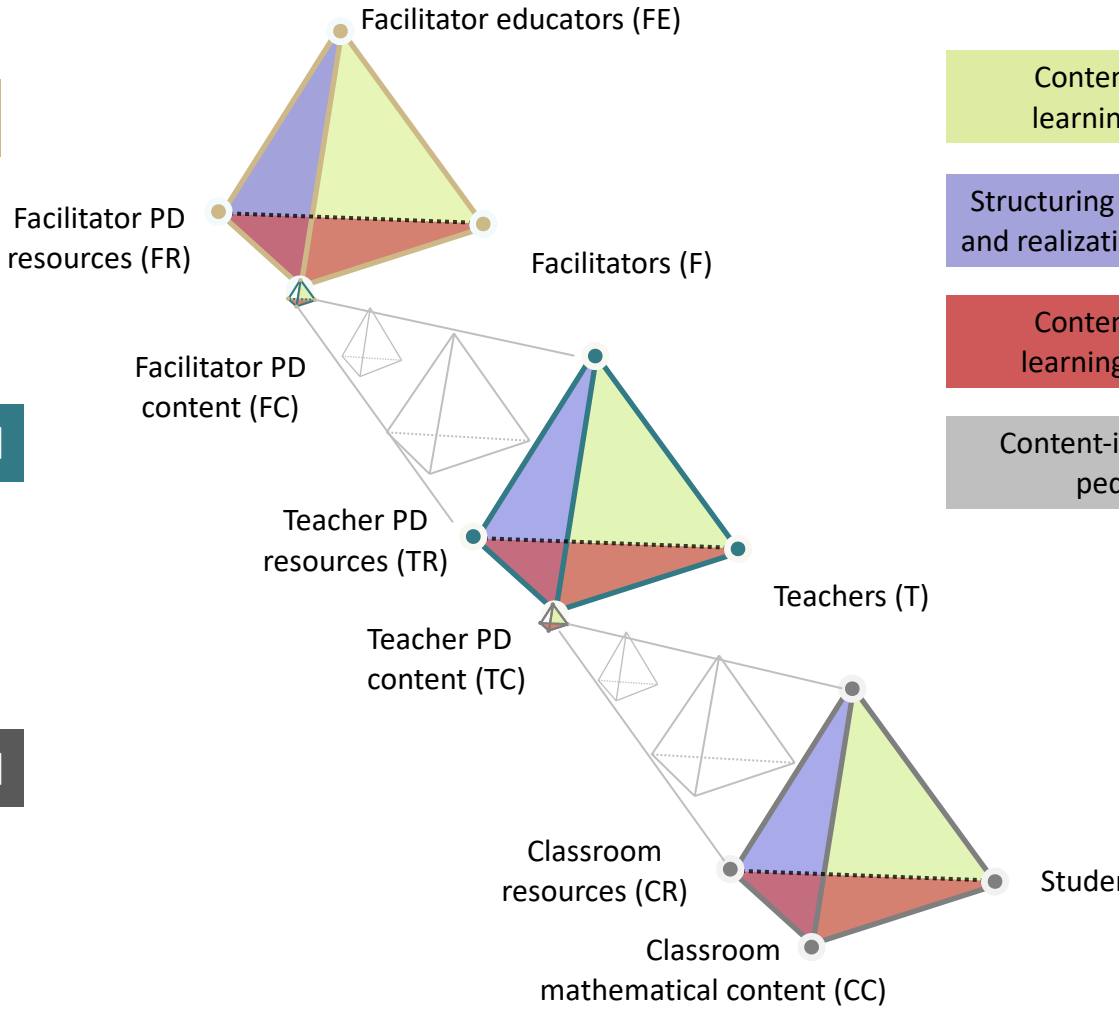 Facilitator educators (FE)
Facilitator PD
resources (FR)
Facilitators (F)
Facilitator PD
content (FC)
Teacher PD
resources (TR)
Teachers (T)
Teacher PD
content (TC)
Classroom
resources (CR)
Classroom
mathematical content (CC)
Structuring